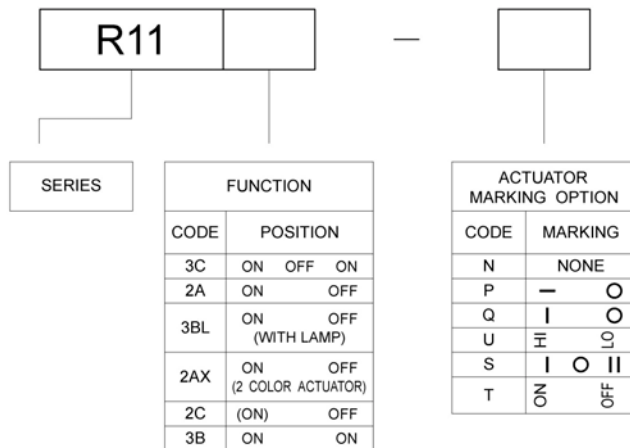 R11 —
SERIES
FUNCTION
CODE POSITION
3C ON OFF ON
2A ON OFF
3BL ON OFF
(WITH LAMP)
2AX ON OFF
(2 COLOR ACTUATOR)
2C (ON) OFF
3B ON ON
ACTUATOR
MARKING OPTION
CODE MARKING
N NONE
P — O
Q I O
U HI LO
S I O II
T ON OFF